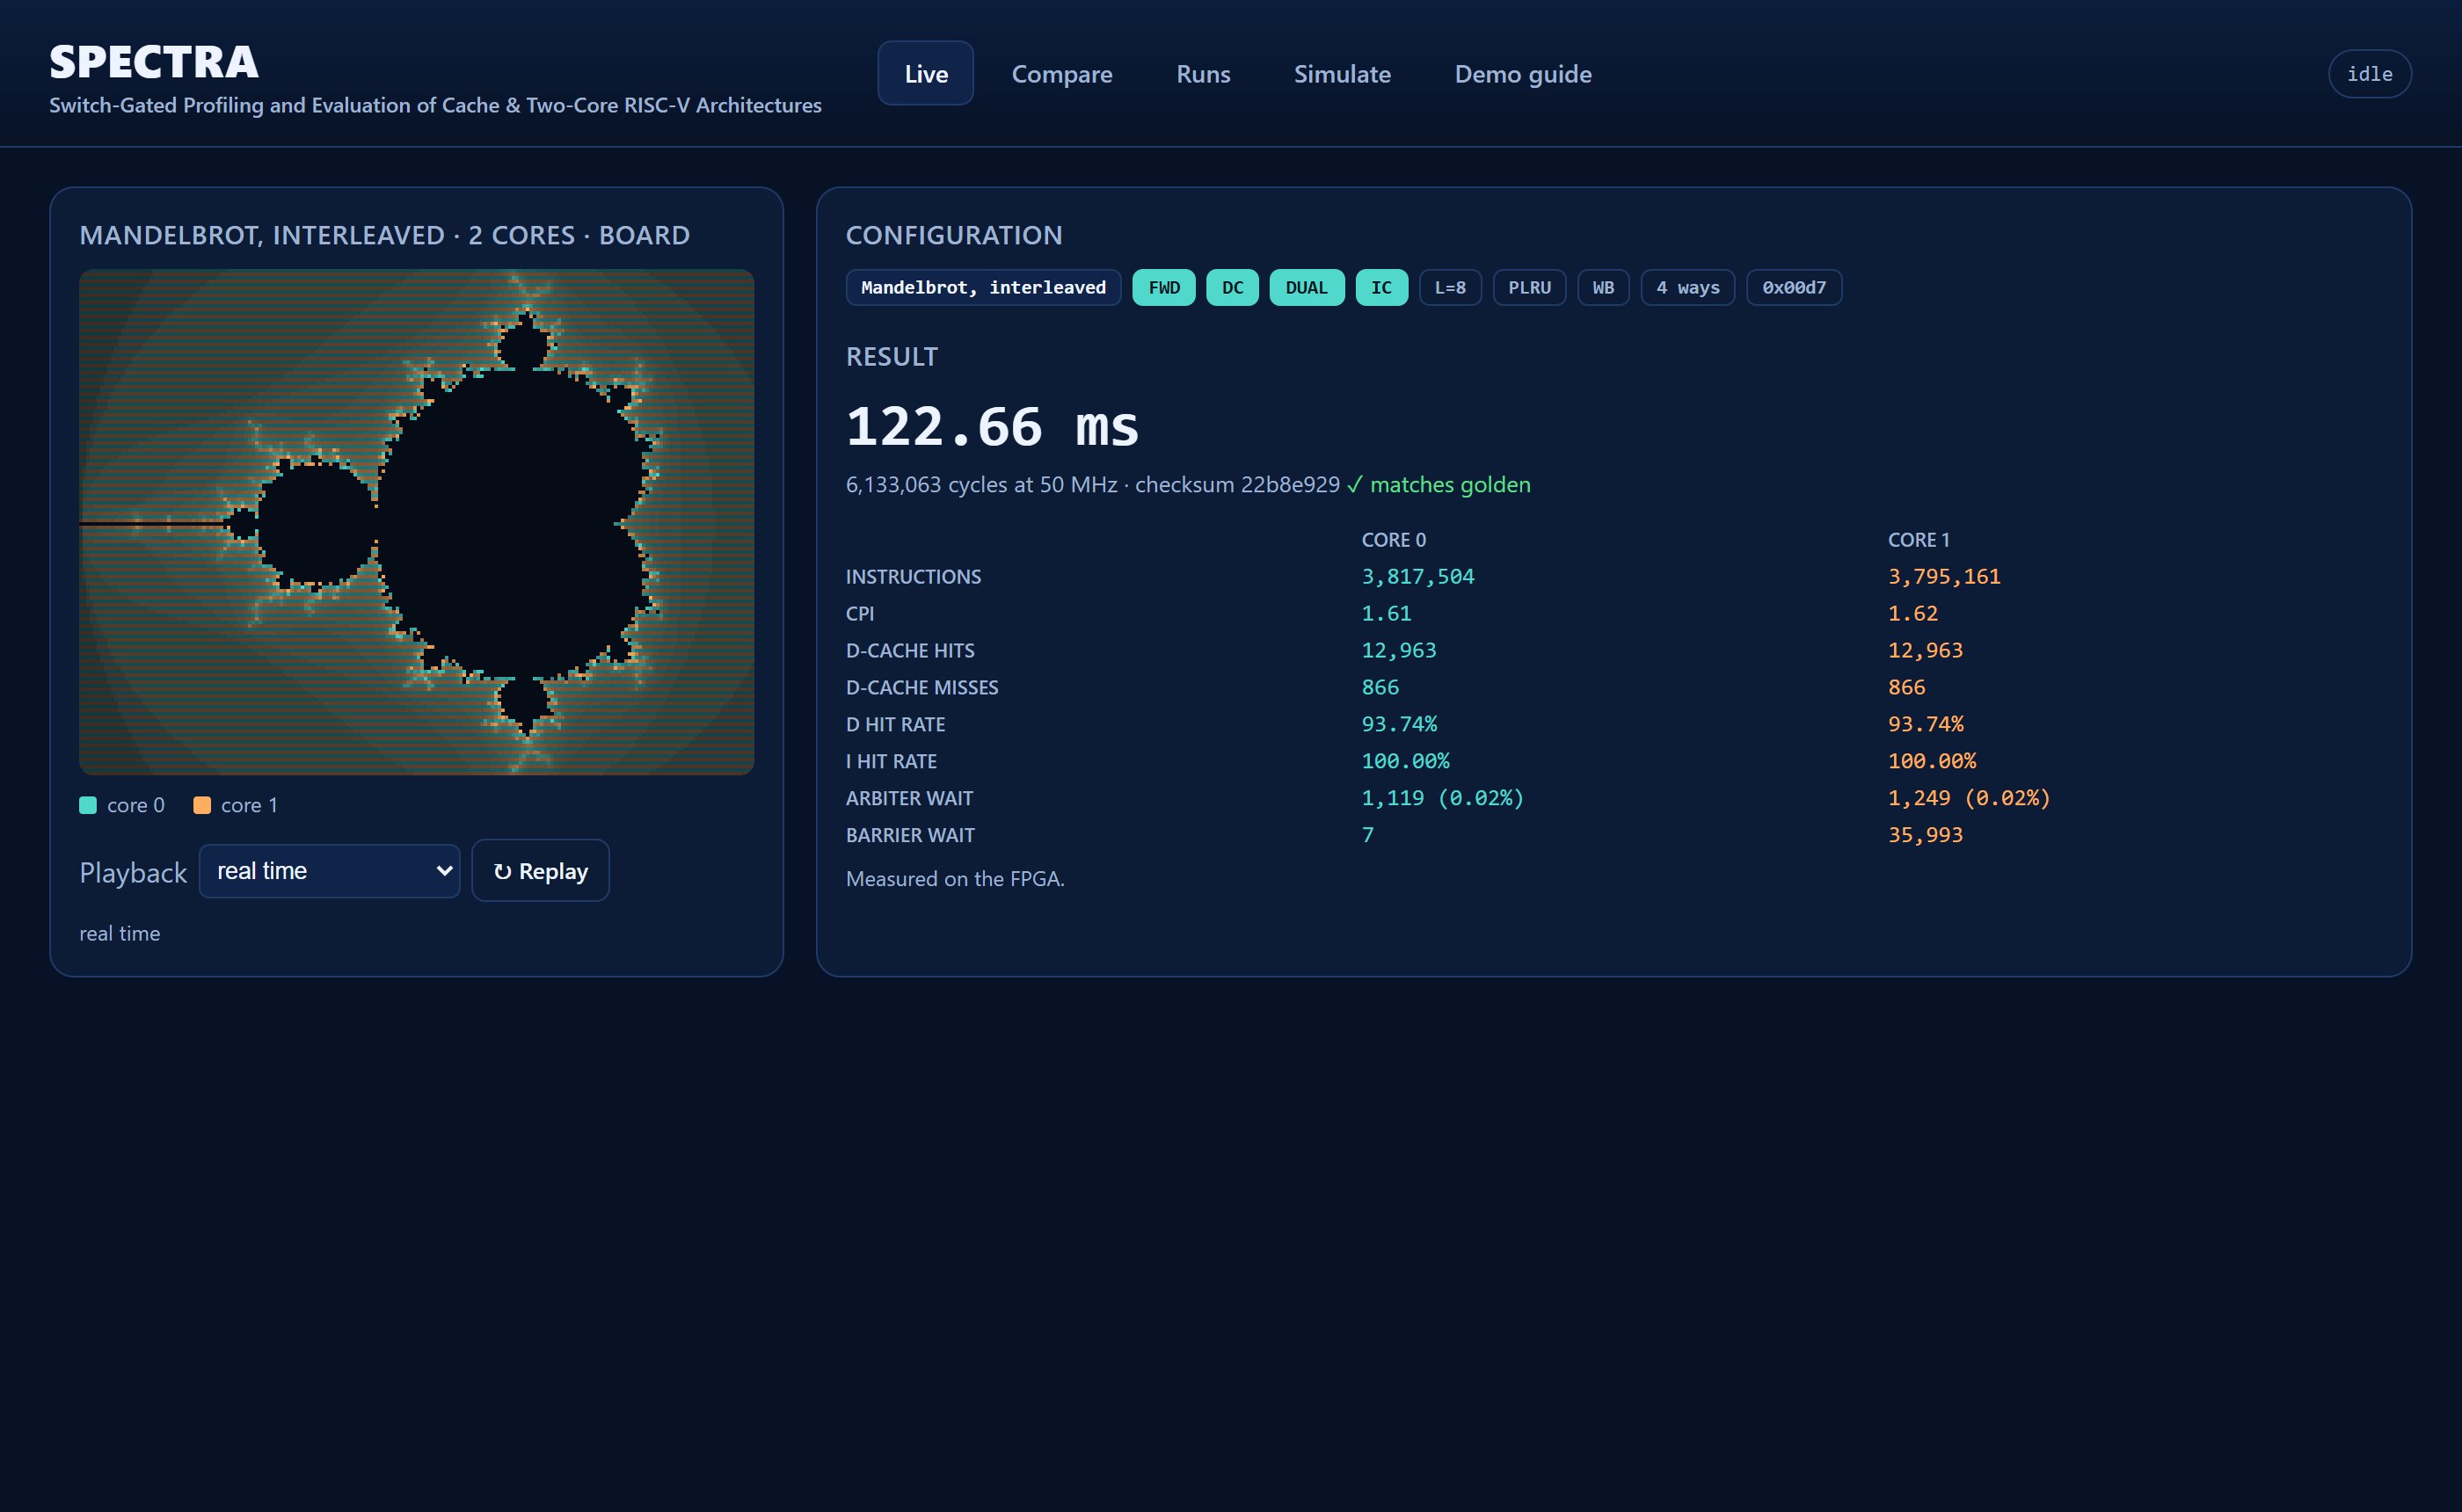 SPECTRA
Switch-Gated Profiling and Evaluation of Cache & Two-Core RISC-V Architectures
Live Compare Runs Simulate Demo guide
idle
MANDELBROT, INTERLEAVED · 2 CORES · BOARD
core 0 core 1
Playback real time ↻ Replay
real time
CONFIGURATION
Mandelbrot, interleaved FWD DC DUAL IC L=8 PLRU WB 4 ways 0x00d7
RESULT
122.66 ms
6,133,063 cycles at 50 MHz · checksum 22b8e929 ✓ matches golden
CORE 0 CORE 1
INSTRUCTIONS 3,817,504 3,795,161
CPI 1.61 1.62
D-CACHE HITS 12,963 12,963
D-CACHE MISSES 866 866
D HIT RATE 93.74% 93.74%
I HIT RATE 100.00% 100.00%
ARBITER WAIT 1,119 (0.02%) 1,249 (0.02%)
BARRIER WAIT 7 35,993
Measured on the FPGA.